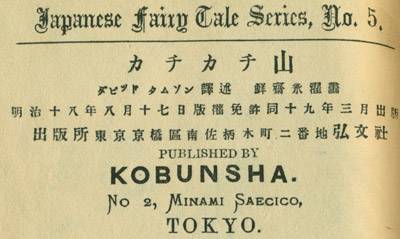 Japanese Fairy Tale Series, No. 5.
カチカチ山
ダビッド タムソン 譯述 鮮齋永濯畫
明治十八年八月十七日版權免許同十九年三月出版
出版所東京京橋區南佐柄木町二番地弘文社
PUBLISHED BY
KOBUNSHA.
No 2, MINAMI SAEGICO,
TOKYO.